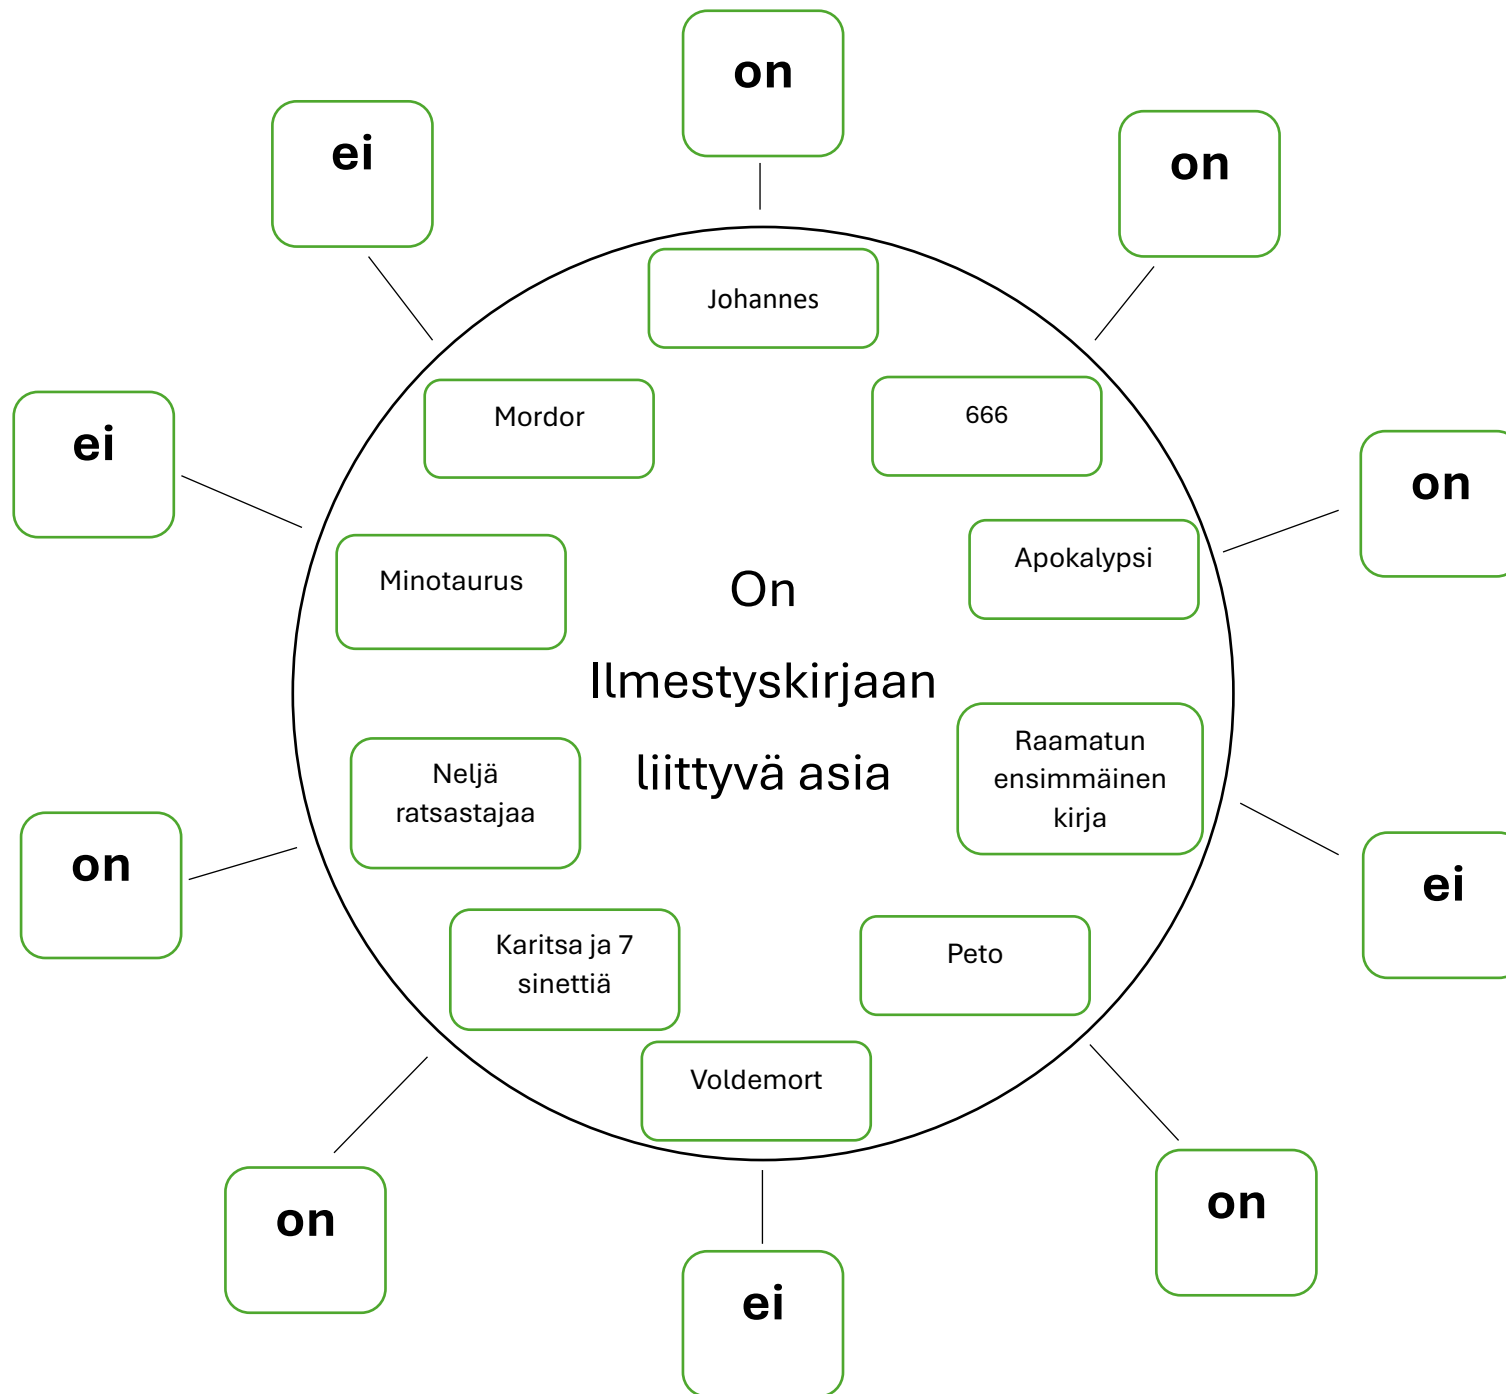 on
ei
on
Johannes
Mordor
666
ei
on
Minotaurus
Apokalypsi
On
Ilmestyskirjaan
liittyvä asia
Neljä
ratsastajaa
Raamatun
ensimmäinen
kirja
on
ei
Karitsa ja 7
sinettiä
Peto
Voldemort
on
on
ei